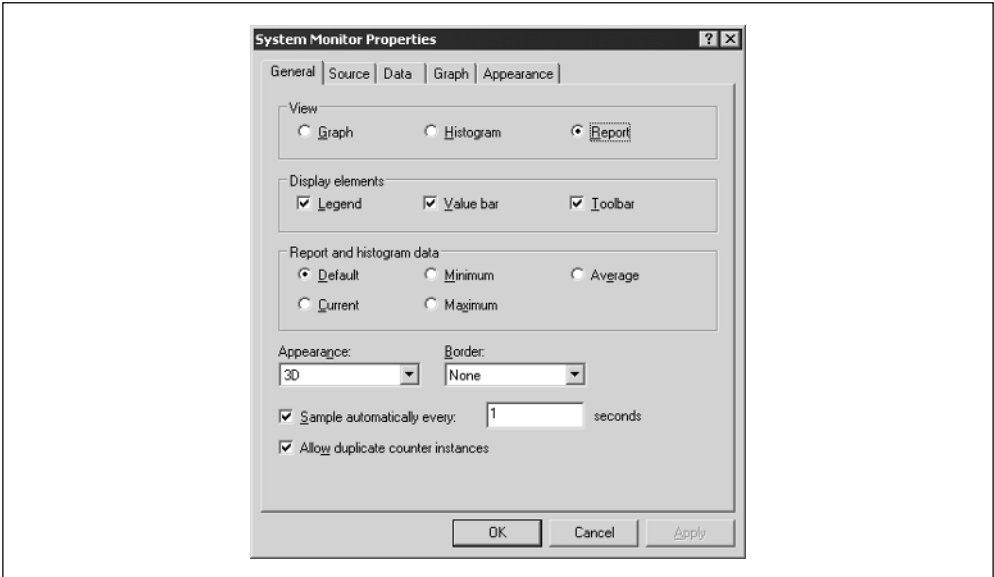 System Monitor Properties
General Source Data Graph Appearance
View
Graph Histogram Report
Display elements
Legend Value bar Toolbar
Report and histogram data
Default Minimum Average
Current Maximum
Appearance: Border:
3D None
Sample automatically every: 1 seconds
Allow duplicate counter instances
OK Cancel Apply